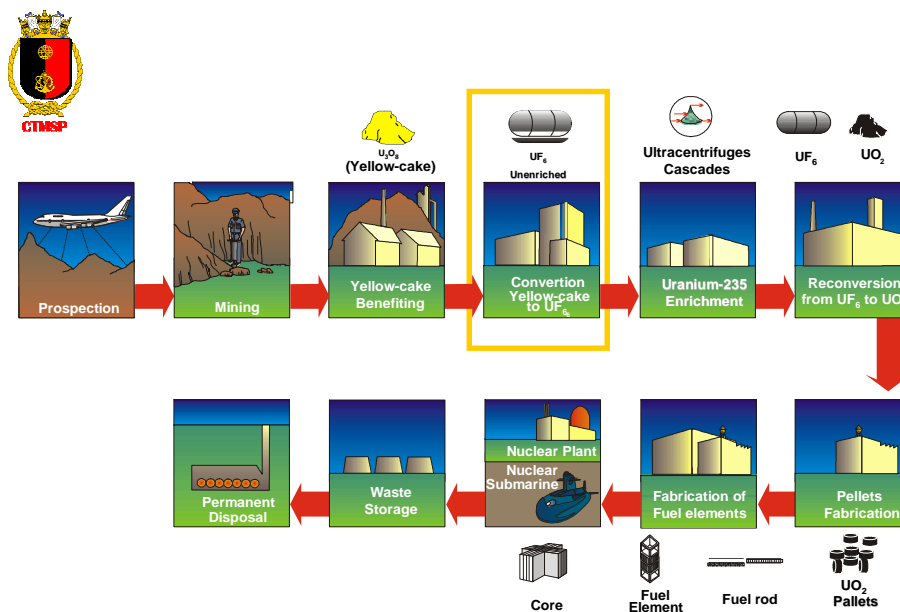 CTMSP
U₃O₈
(Yellow-cake)
UF₆
Unenriched
Ultracentrifuges
Cascades
UF₆
UO₂
Prospection
Mining
Yellow-cake
Benefiting
Convertion
Yellow-cake
to UF₆
Uranium-235
Enrichment
Reconversion
from UF₆ to UO
Permanent
Disposal
Waste
Storage
Nuclear Plant
Nuclear
Submarine
Fabrication of
Fuel elements
Pellets
Fabrication
Core
Fuel
Element
Fuel rod
UO₂
Pallets